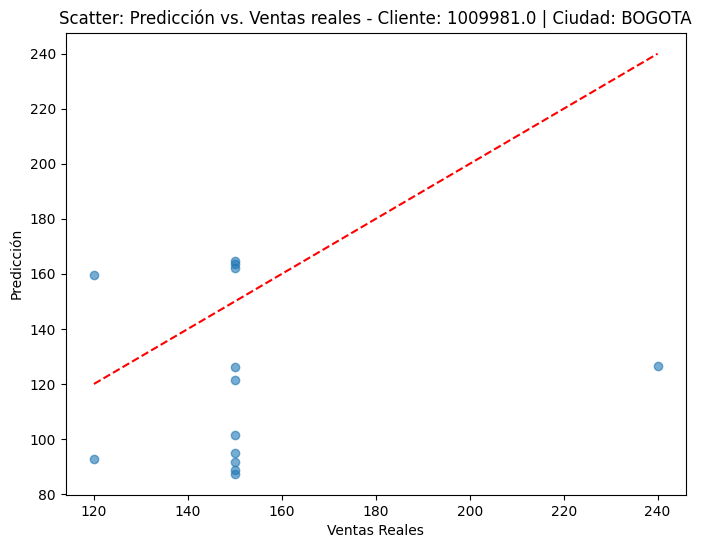 Scatter: Predicción vs. Ventas reales - Cliente: 1009981.0 | Ciudad: BOGOTA
240
220
200
180
160
140
120
100
80
Predicción
120 140 160 180 200 220 240
Ventas Reales